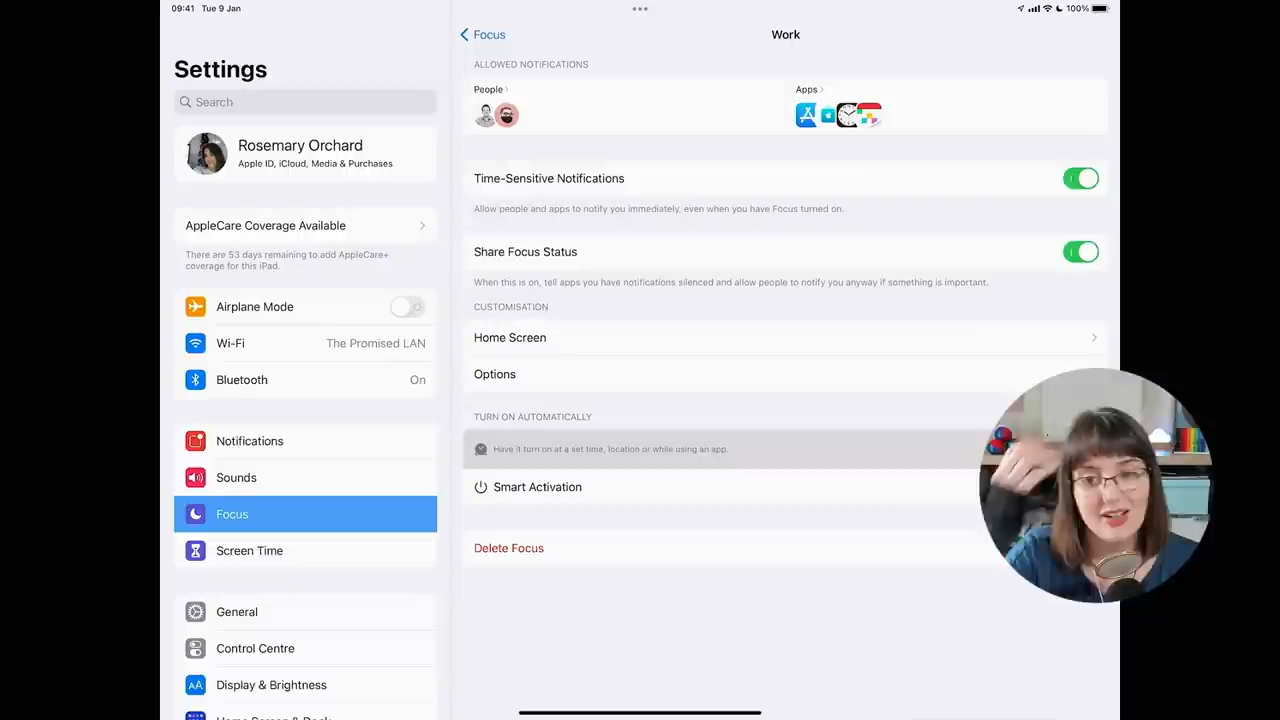 09:41 Tue 9 Jan
100%
Settings
Search
Rosemary Orchard
Apple ID, iCloud, Media & Purchases
AppleCare Coverage Available
There are 53 days remaining to add AppleCare+
coverage for this iPad.
Airplane Mode
Wi-Fi The Promised LAN
Bluetooth On
Notifications
Sounds
Focus
Screen Time
General
Control Centre
Display & Brightness
Focus
Work
ALLOWED NOTIFICATIONS
People
Apps
Time-Sensitive Notifications
Allow people and apps to notify you immediately, even when you have Focus turned on.
Share Focus Status
When this is on, tell apps you have notifications silenced and allow people to notify you anyway if something is important.
CUSTOMISATION
Home Screen
Options
TURN ON AUTOMATICALLY
Have it turn on at a set time, location or while using an app.
Smart Activation
Delete Focus